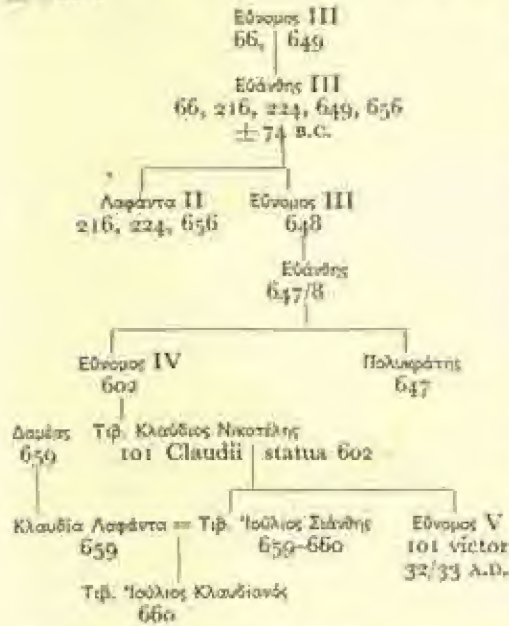 Εὔνομος III
66, 649
Εὐάνθης III
66, 216, 224, 649, 656
± 74 B.C.
Λαφάντα II Εὔνομος III
216, 224, 656 648
Εὐάνθης
647/8
Εὔνομος IV Πολυκράτης
602 647
Δαμέας Τιβ. Κλαύδιος Νικοτέλης
659 101 Claudii statua 602
Κλαυδία Λαφάντα = Τιβ. Ἰούλιος Σιάνθης Εὔνομος V
659 659-660 101 victor
32/33 A.D.
Τιβ. Ἰούλιος Κλαυδιανός
660